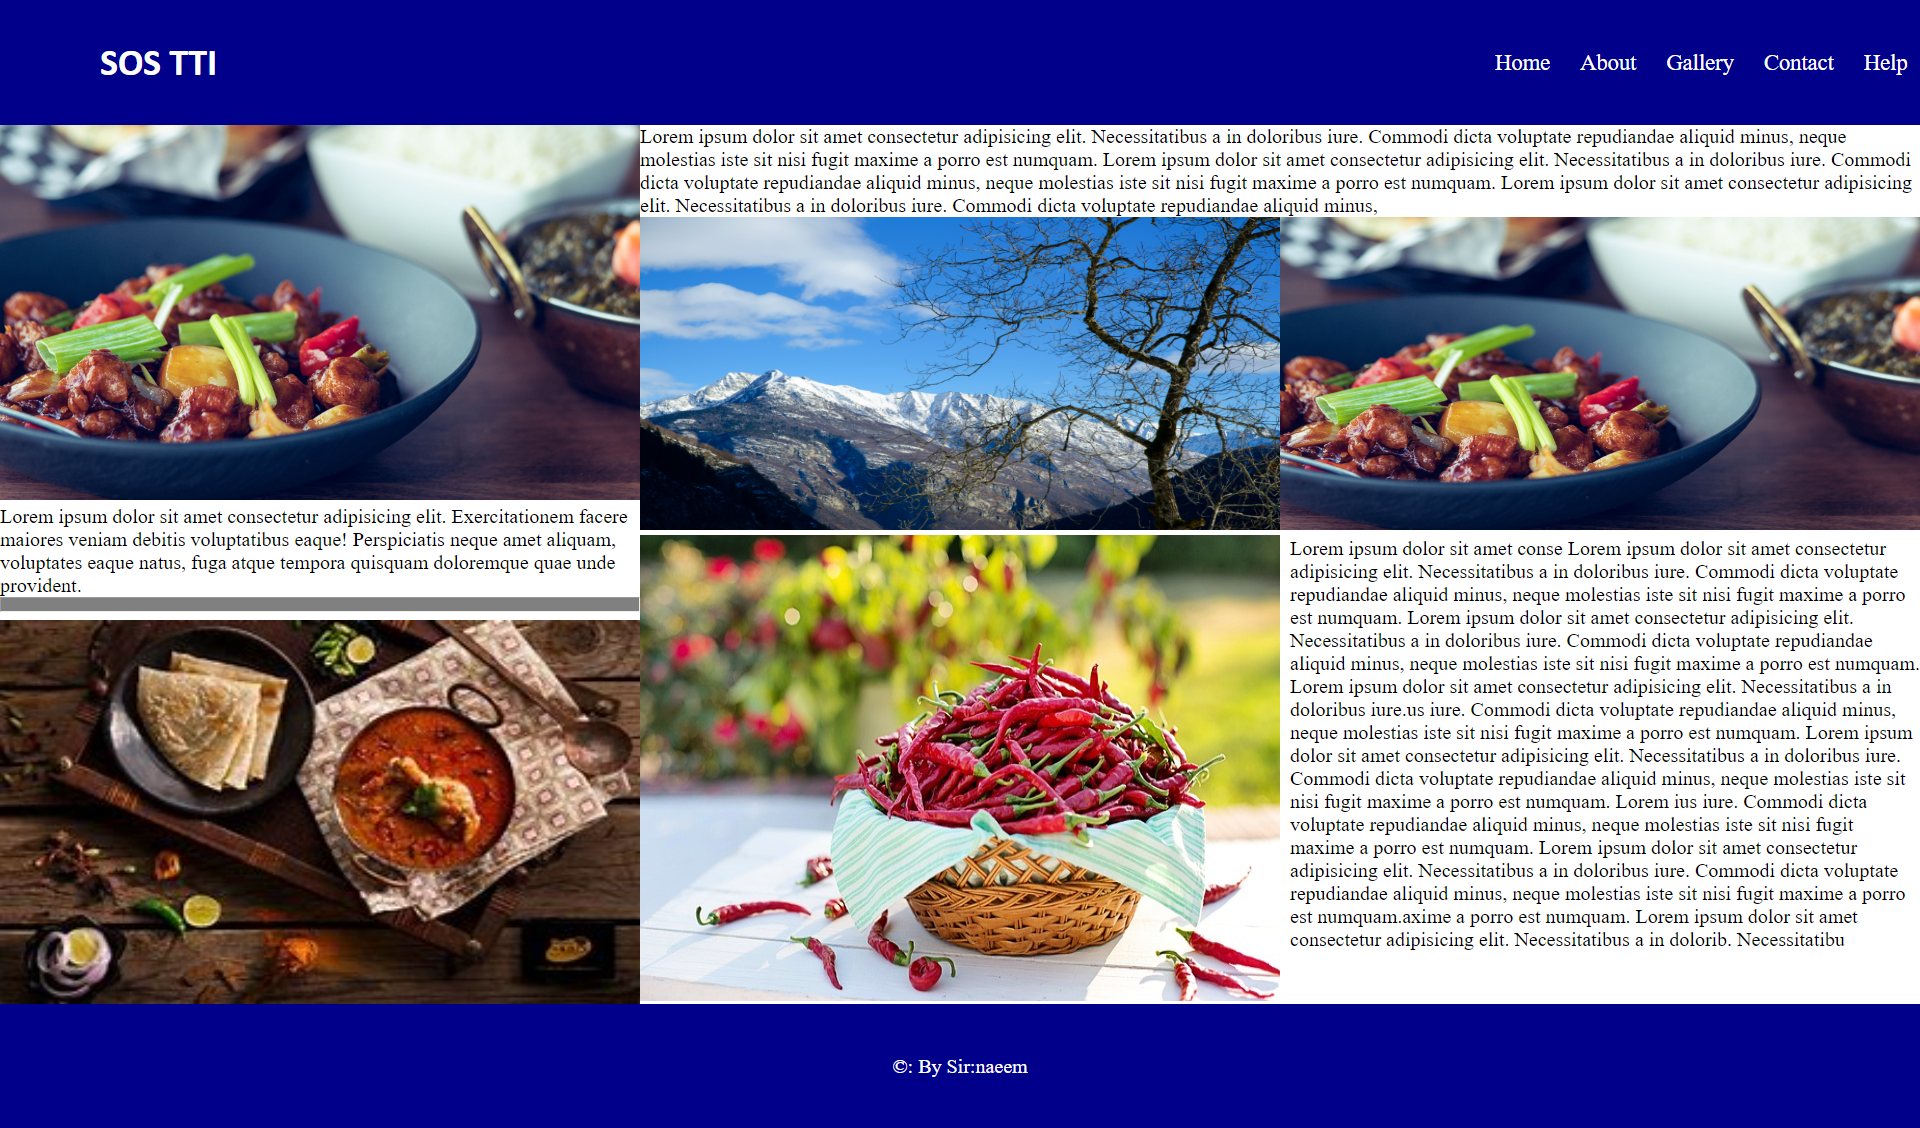 SOS TTI
Home About Gallery Contact Help
Lorem ipsum dolor sit amet consectetur adipisicing elit. Necessitatibus a in doloribus iure. Commodi dicta voluptate repudiandae aliquid minus, neque
molestias iste sit nisi fugit maxime a porro est numquam. Lorem ipsum dolor sit amet consectetur adipisicing elit. Necessitatibus a in doloribus iure. Commodi
dicta voluptate repudiandae aliquid minus, neque molestias iste sit nisi fugit maxime a porro est numquam. Lorem ipsum dolor sit amet consectetur adipisicing
elit. Necessitatibus a in doloribus iure. Commodi dicta voluptate repudiandae aliquid minus,
Lorem ipsum dolor sit amet consectetur adipisicing elit. Exercitationem facere
maiores veniam debitis voluptatibus eaque! Perspiciatis neque amet aliquam,
voluptates eaque natus, fuga atque tempora quisquam doloremque quae unde
provident.
Lorem ipsum dolor sit amet conse Lorem ipsum dolor sit amet consectetur
adipisicing elit. Necessitatibus a in doloribus iure. Commodi dicta voluptate
repudiandae aliquid minus, neque molestias iste sit nisi fugit maxime a porro
est numquam. Lorem ipsum dolor sit amet consectetur adipisicing elit.
Necessitatibus a in doloribus iure. Commodi dicta voluptate repudiandae
aliquid minus, neque molestias iste sit nisi fugit maxime a porro est numquam.
Lorem ipsum dolor sit amet consectetur adipisicing elit. Necessitatibus a in
doloribus iure.us iure. Commodi dicta voluptate repudiandae aliquid minus,
neque molestias iste sit nisi fugit maxime a porro est numquam. Lorem ipsum
dolor sit amet consectetur adipisicing elit. Necessitatibus a in doloribus iure.
Commodi dicta voluptate repudiandae aliquid minus, neque molestias iste sit
nisi fugit maxime a porro est numquam. Lorem ius iure. Commodi dicta
voluptate repudiandae aliquid minus, neque molestias iste sit nisi fugit
maxime a porro est numquam. Lorem ipsum dolor sit amet consectetur
adipisicing elit. Necessitatibus a in doloribus iure. Commodi dicta voluptate
repudiandae aliquid minus, neque molestias iste sit nisi fugit maxime a porro
est numquam.axime a porro est numquam. Lorem ipsum dolor sit amet
consectetur adipisicing elit. Necessitatibus a in dolorib. Necessitatibu
©: By Sir:naeem